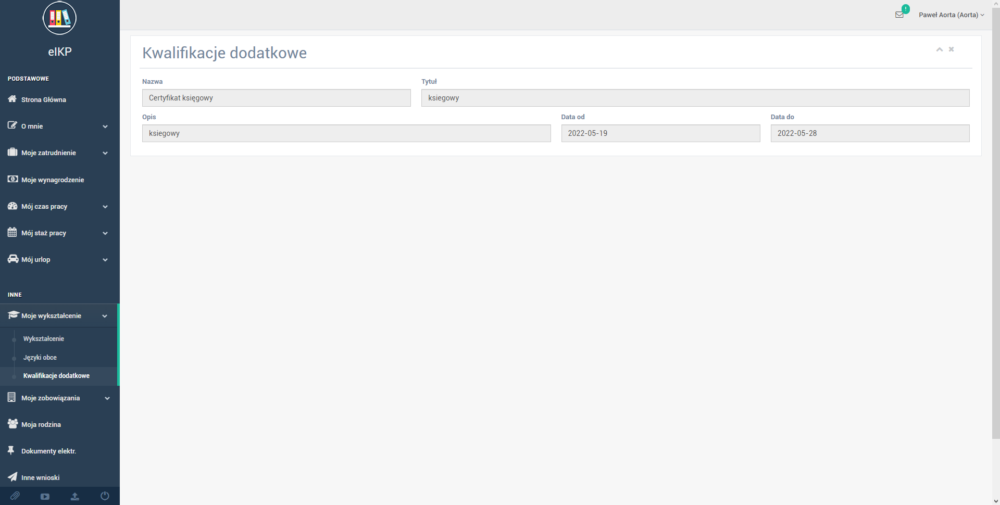 eIKP
PODSTAWOWE
Strona Główna
O mnie
Moje zatrudnienie
Moje wynagrodzenie
Mój czas pracy
Mój staż pracy
Mój urlop
INNE
Moje wykształcenie
Wykształcenie
Języki obce
Kwalifikacje dodatkowe
Moje zobowiązania
Moja rodzina
Dokumenty elektr.
Inne wnioski
!
Paweł Aorta (Aorta)
Kwalifikacje dodatkowe
Nazwa Tytuł
Certyfikat księgowy ksiegowy
Opis Data od Data do
ksiegowy 2022-05-19 2022-05-28